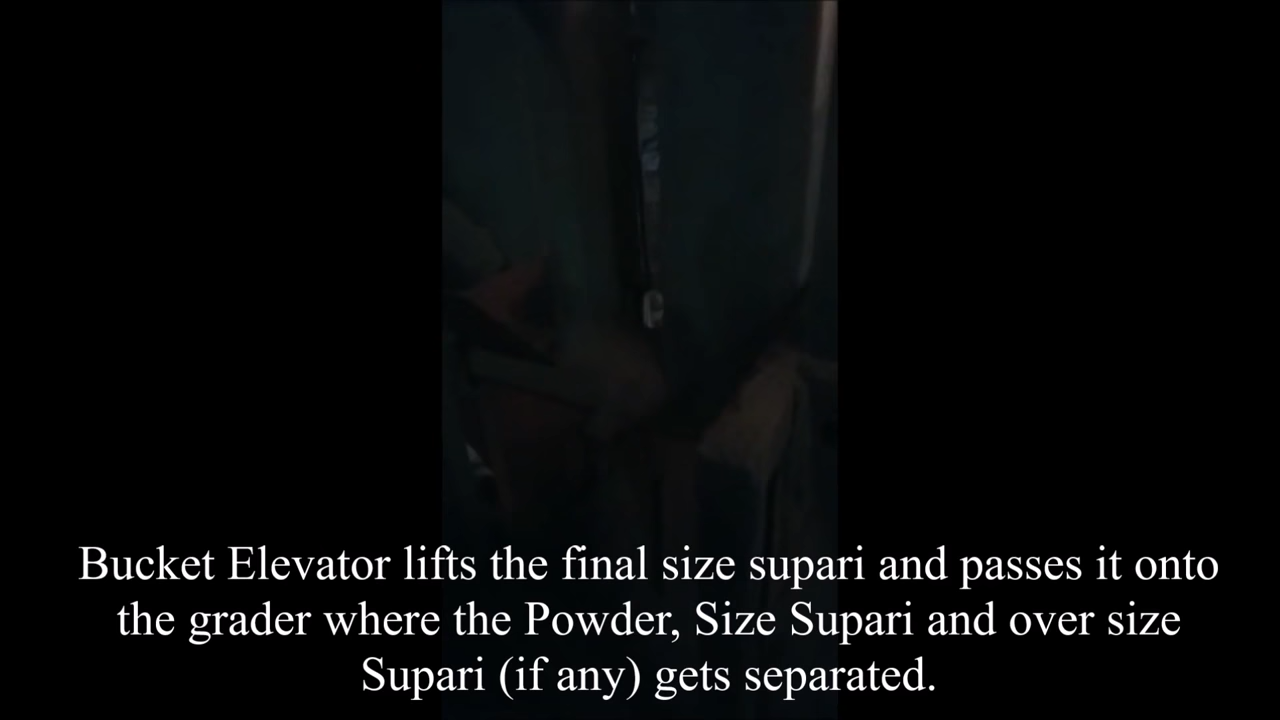 Bucket Elevator lifts the final size supari and passes it onto
the grader where the Powder, Size Supari and over size
Supari (if any) gets separated.